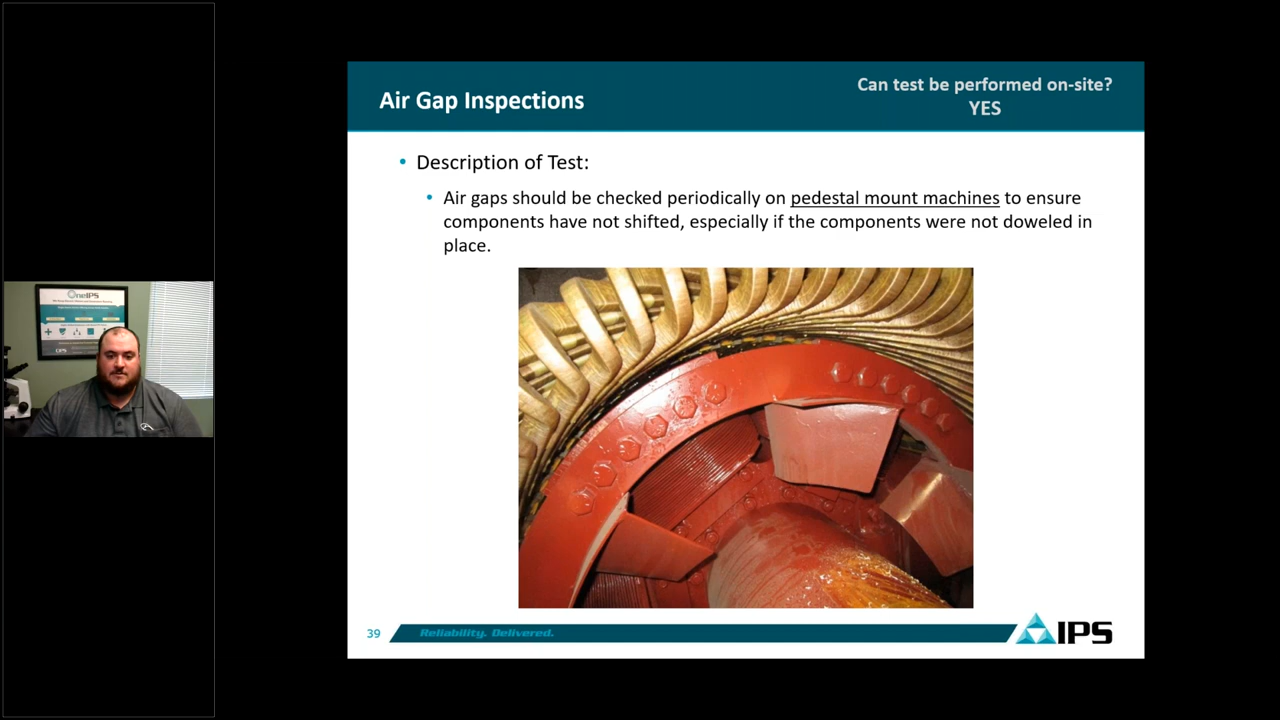 Air Gap Inspections
Can test be performed on-site?
YES
• Description of Test:
• Air gaps should be checked periodically on pedestal mount machines to ensure
components have not shifted, especially if the components were not doweled in
place.
39
Reliability. Delivered.
IPS
OneIPS
IPS